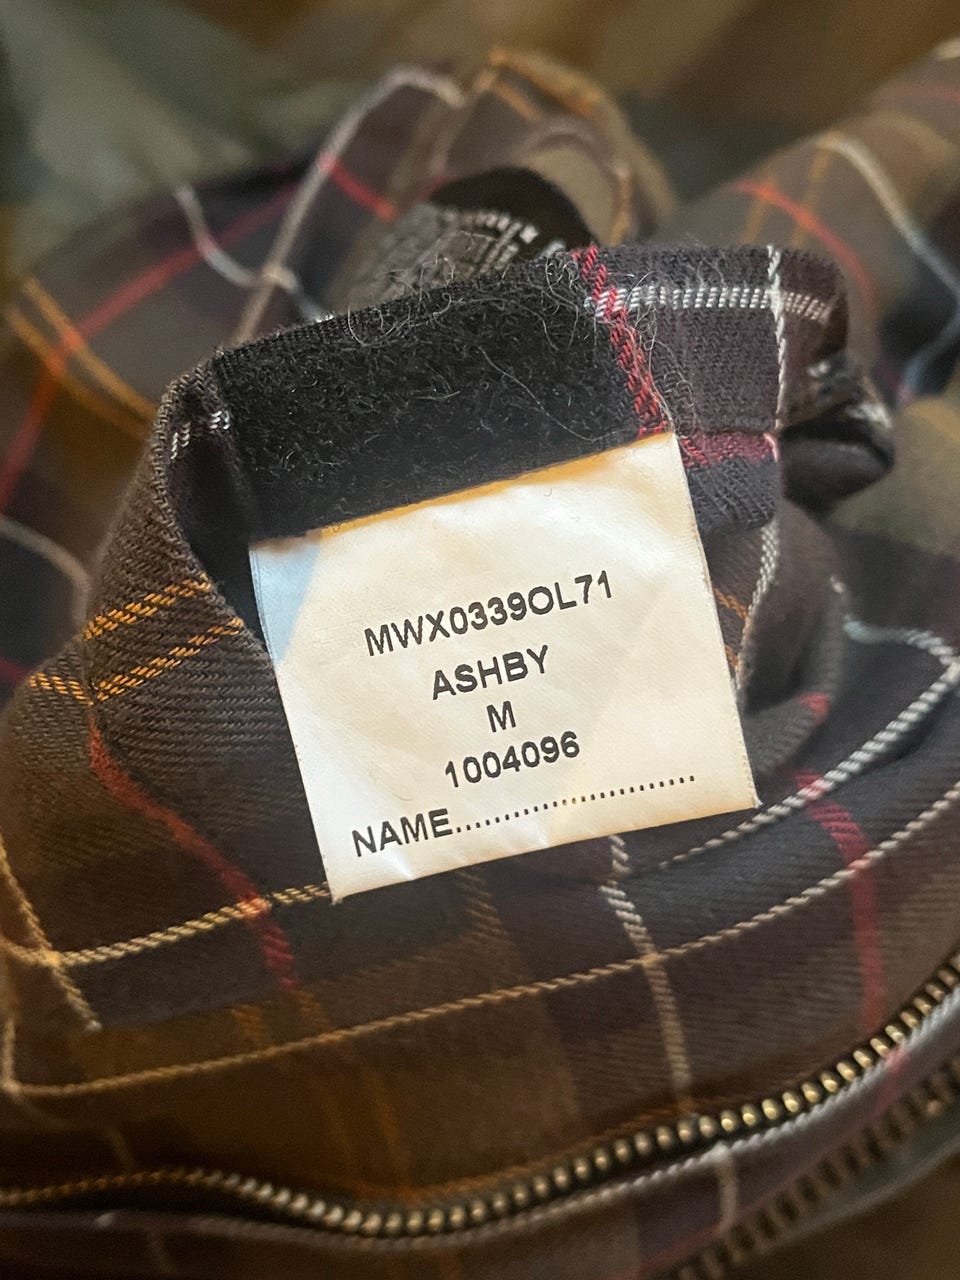 MWX0339OL71
ASHBY
M
1004096
NAME........................